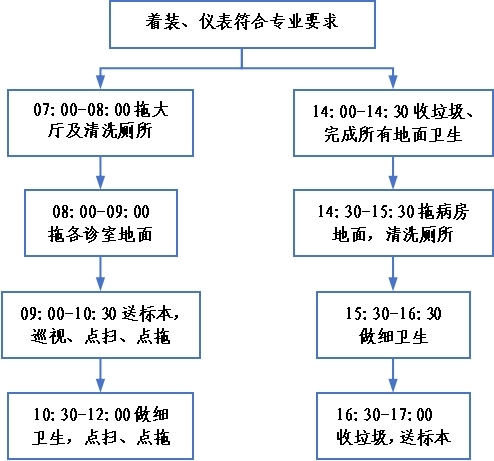 着装、仪表符合专业要求
07:00-08:00拖大
厅及清洗厕所
08:00-09:00
拖各诊室地面
09:00-10:30送标本，
巡视、点扫、点拖
10:30-12:00做细
卫生，点扫、点拖
14:00-14:30收垃圾、
完成所有地面卫生
14:30-15:30拖病房
地面，清洗厕所
15:30-16:30
做细卫生
16:30-17:00
收垃圾,送标本